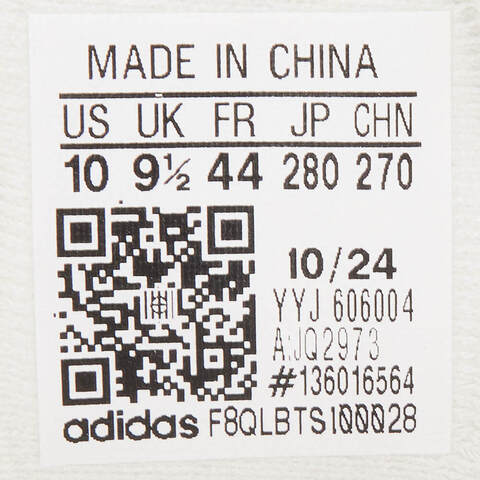 MADE IN CHINA
US UK FR JP CHN
10 9½ 44 280 270
10/24
YYJ 606004
A:JQ2973
#136016564
adidas F8QLBTS100028